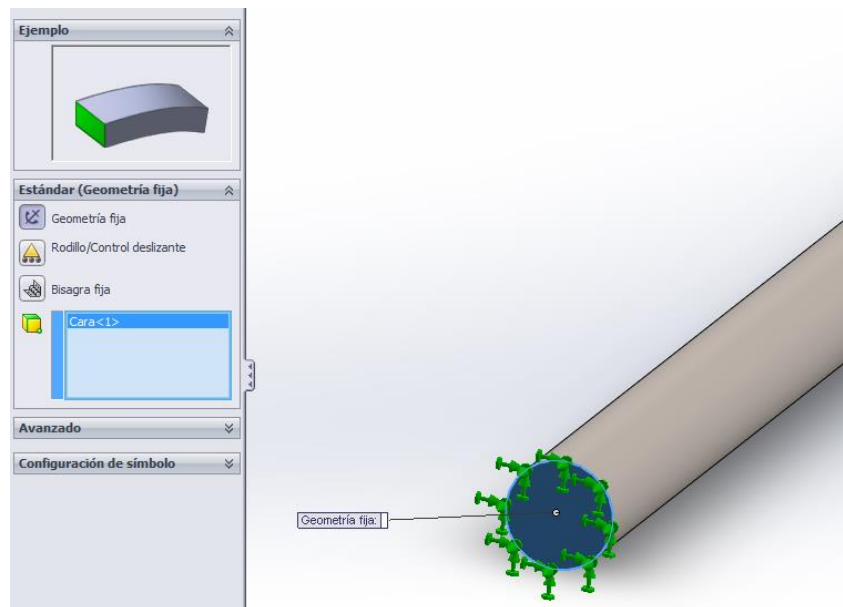 Ejemplo
Estándar (Geometría fija)
Geometría fija
Rodillo/Control deslizante
Bisagra fija
Cara<1>
Avanzado
Configuración de símbolo
Geometría fija: